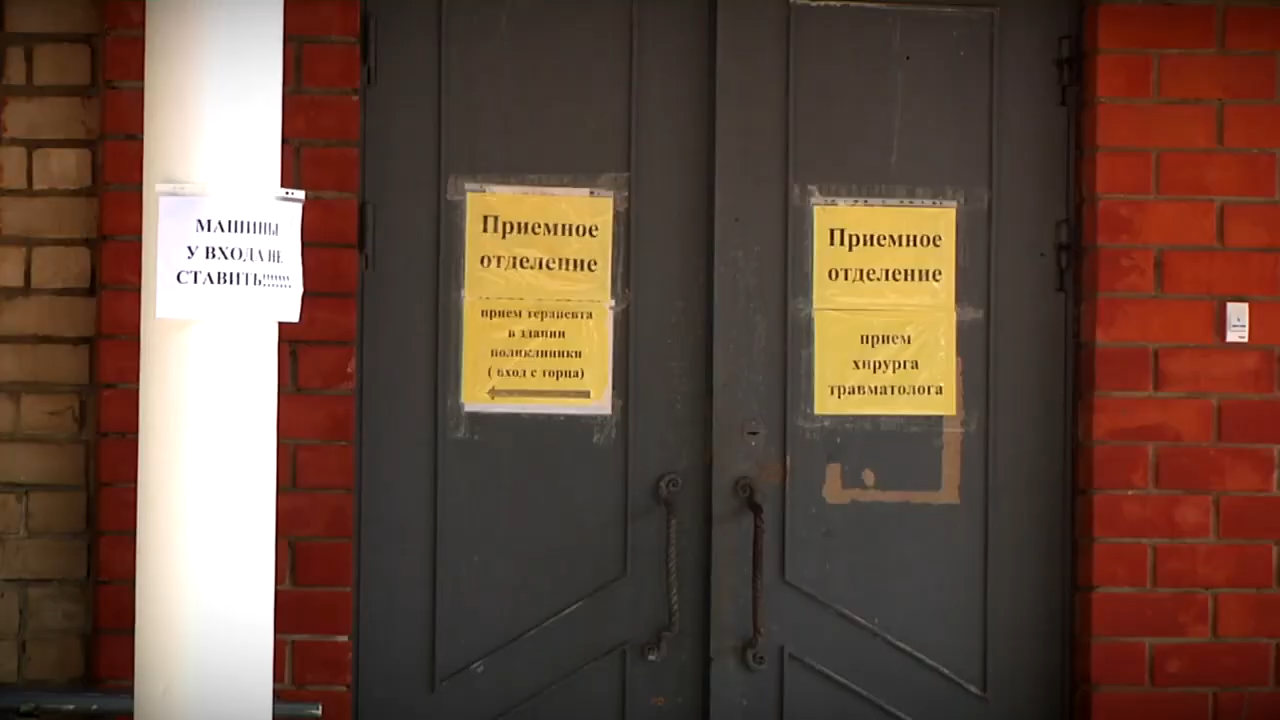 МАШИНЫ
У ВХОДА НЕ
СТАВИТЬ!!!!!!!
Приемное
отделение
прием терапевта
в здании
поликлиники
( вход с торца)
Приемное
отделение
прием
хирурга
травматолога